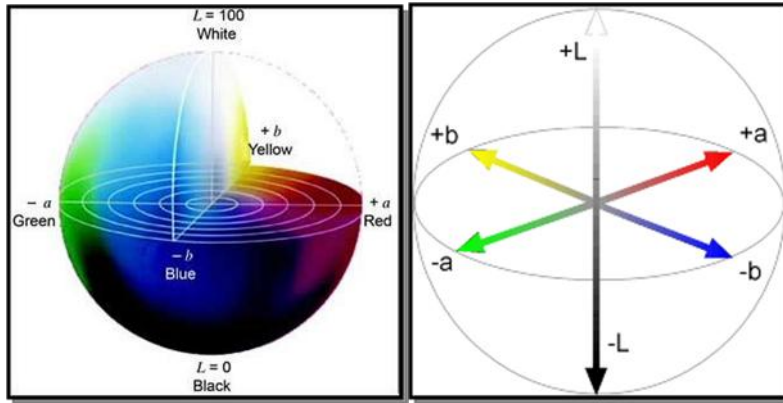 L = 100
White
+ b
Yellow
- a
Green
+ a
Red
- b
Blue
L = 0
Black
+L
+b
+a
-a
-b
-L